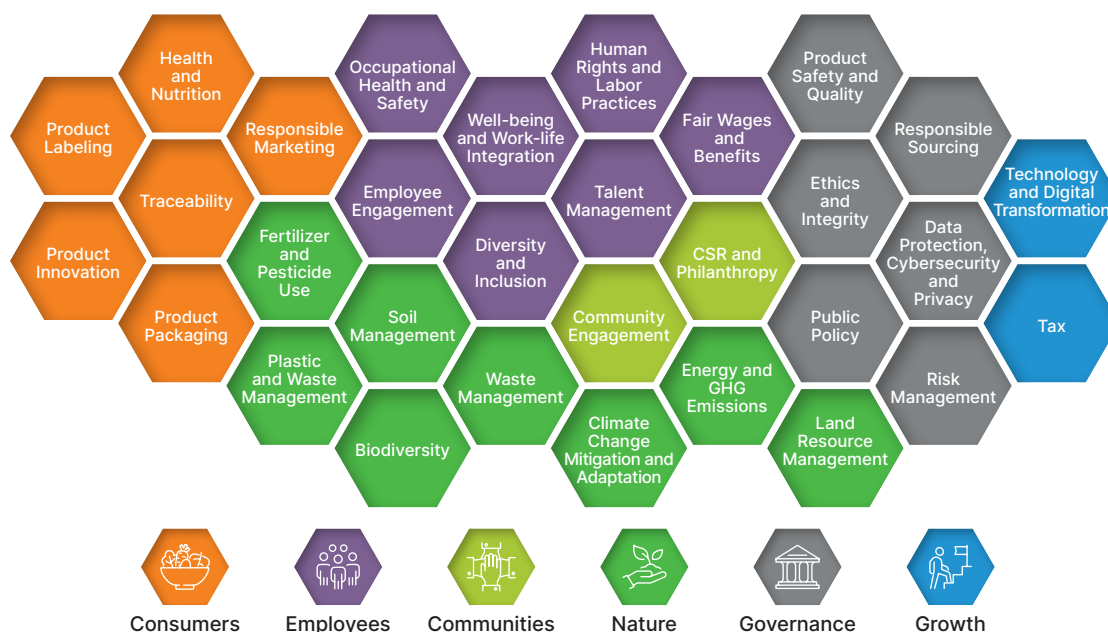 Health
and
Nutrition
Occupational
Health and
Safety
Human
Rights and
Labor
Practices
Product
Safety and
Quality
Product
Labeling
Responsible
Marketing
Well-being
and Work-life
Integration
Fair Wages
and
Benefits
Responsible
Sourcing
Traceability
Employee
Engagement
Talent
Management
Ethics
and
Integrity
Technology
and Digital
Transformation
Product
Innovation
Fertilizer
and
Pesticide
Use
Diversity
and
Inclusion
CSR and
Philanthropy
Data
Protection,
Cybersecurity
and
Privacy
Product
Packaging
Soil
Management
Community
Engagement
Public
Policy
Tax
Plastic
and Waste
Management
Waste
Management
Energy and
GHG
Emissions
Risk
Management
Biodiversity
Climate
Change
Mitigation and
Adaptation
Land
Resource
Management
Consumers
Employees
Communities
Nature
Governance
Growth